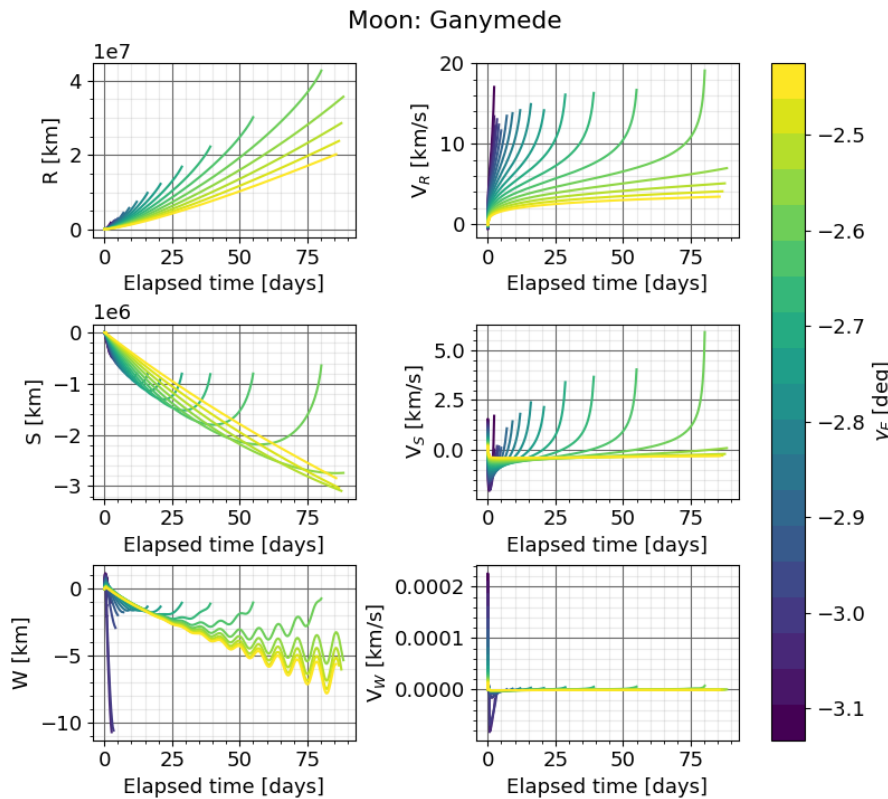 Moon: Ganymede
1e7
R [km]
4
2
0
0 25 50 75
Elapsed time [days]
V_R [km/s]
20
10
0
0 25 50 75
Elapsed time [days]
1e6
S [km]
0
−1
−2
−3
0 25 50 75
Elapsed time [days]
V_S [km/s]
5.0
2.5
0.0
0 25 50 75
Elapsed time [days]
W [km]
0
−5
−10
0 25 50 75
Elapsed time [days]
V_W [km/s]
0.0002
0.0001
0.0000
0 25 50 75
Elapsed time [days]
−2.5
−2.6
−2.7
−2.8
−2.9
−3.0
−3.1
γ_E [deg]